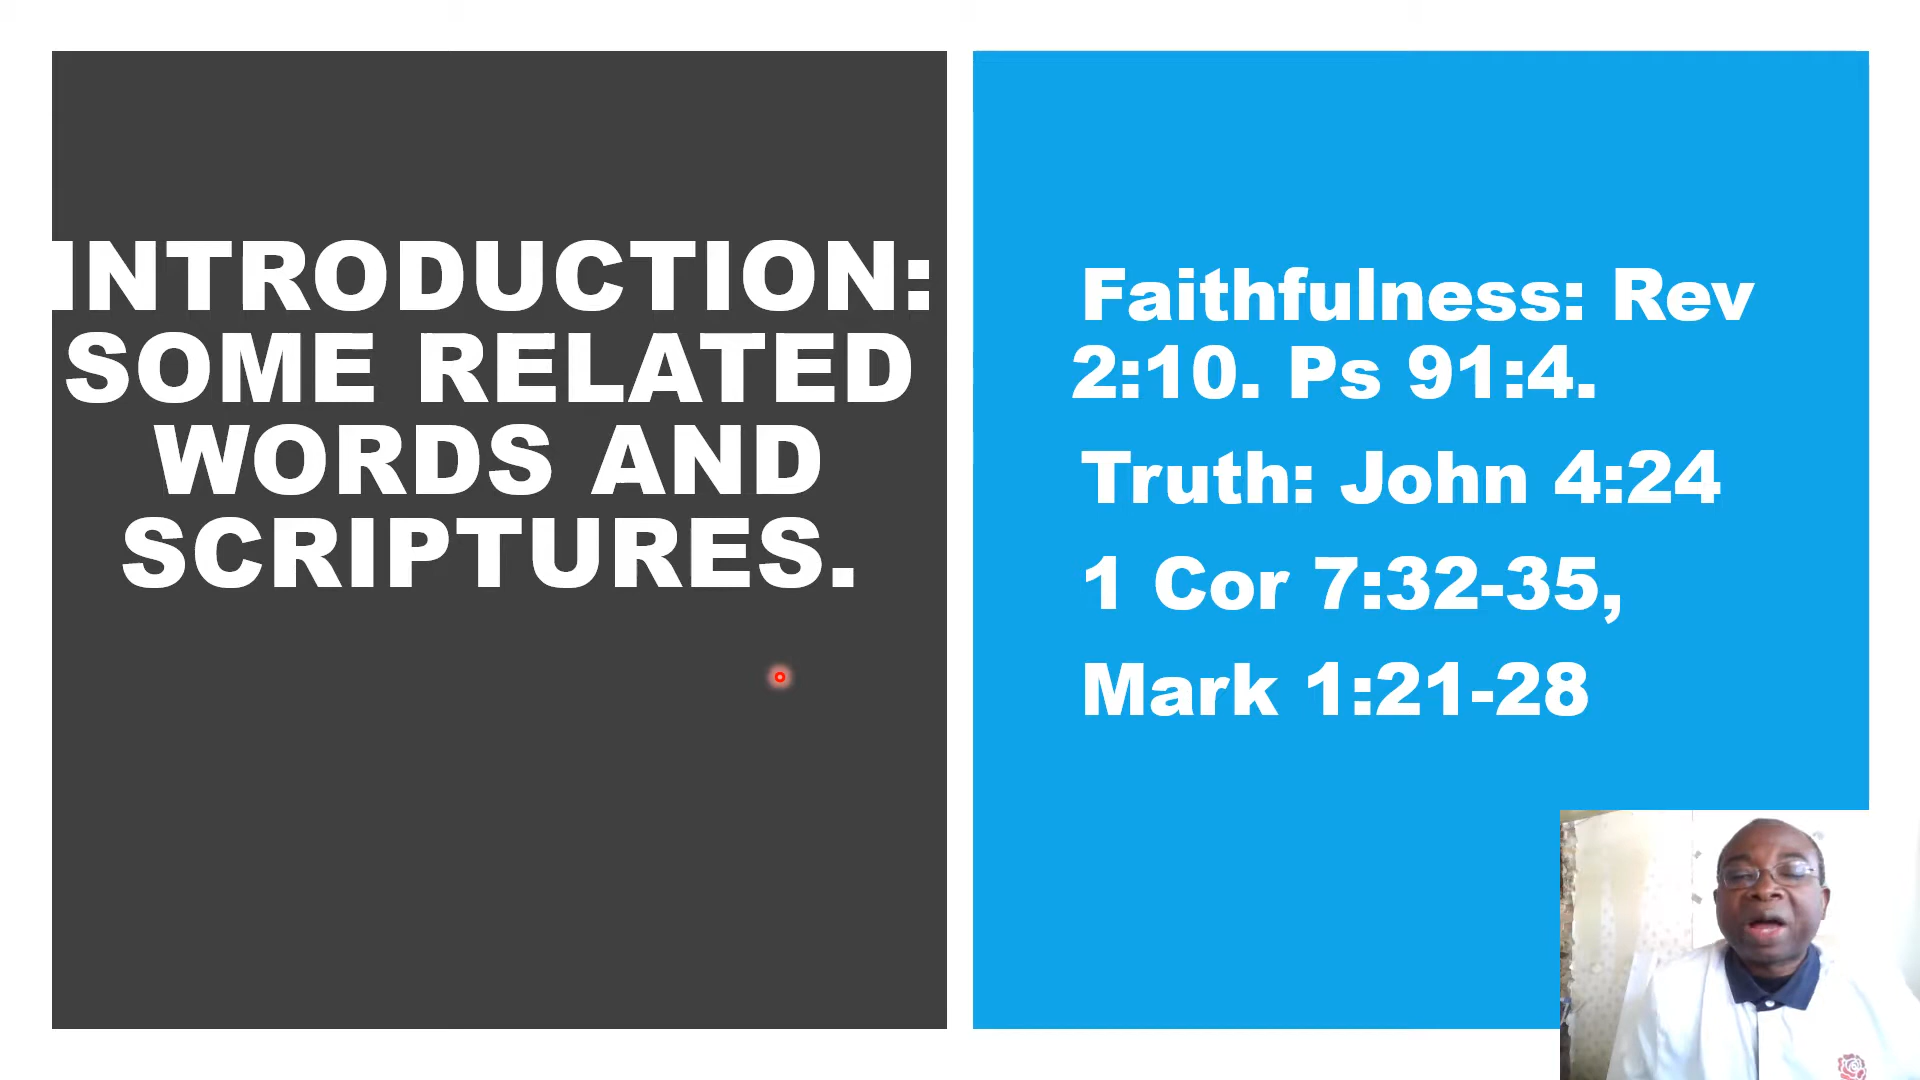 INTRODUCTION:
SOME RELATED
WORDS AND
SCRIPTURES.
Faithfulness: Rev
2:10. Ps 91:4.
Truth: John 4:24
1 Cor 7:32-35,
Mark 1:21-28